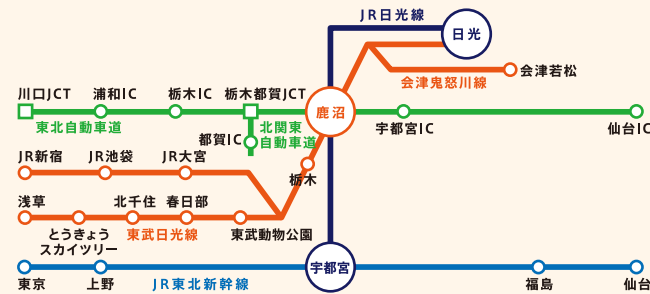 JR日光線
日光
会津若松
会津鬼怒川線
川口JCT
浦和IC
栃木IC
栃木都賀JCT
鹿沼
東北自動車道
都賀IC
北関東
自動車道
宇都宮IC
仙台IC
JR新宿
JR池袋
JR大宮
栃木
浅草
北千住
春日部
とうきょう
スカイツリー
東武日光線
東武動物公園
宇都宮
東京
上野
JR東北新幹線
福島
仙台